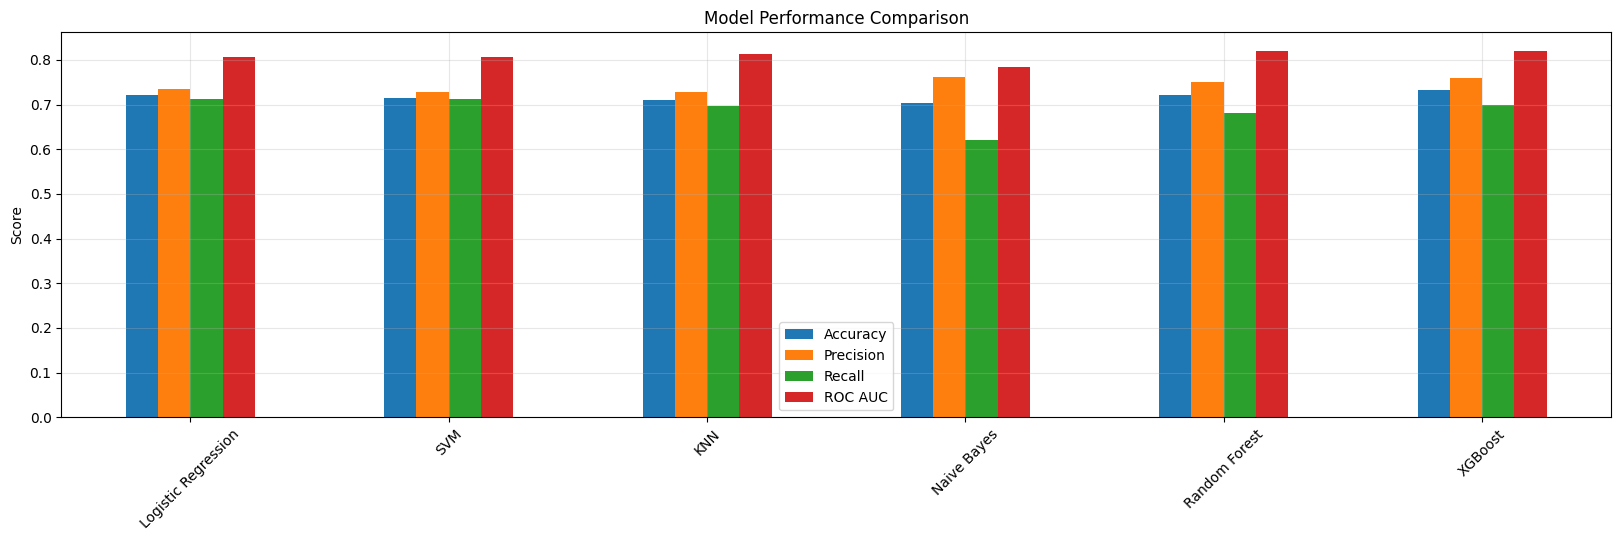 Model Performance Comparison
Score
0.8
0.7
0.6
0.5
0.4
0.3
0.2
0.1
0.0
Accuracy
Precision
Recall
ROC AUC
Logistic Regression
SVM
KNN
Naive Bayes
Random Forest
XGBoost